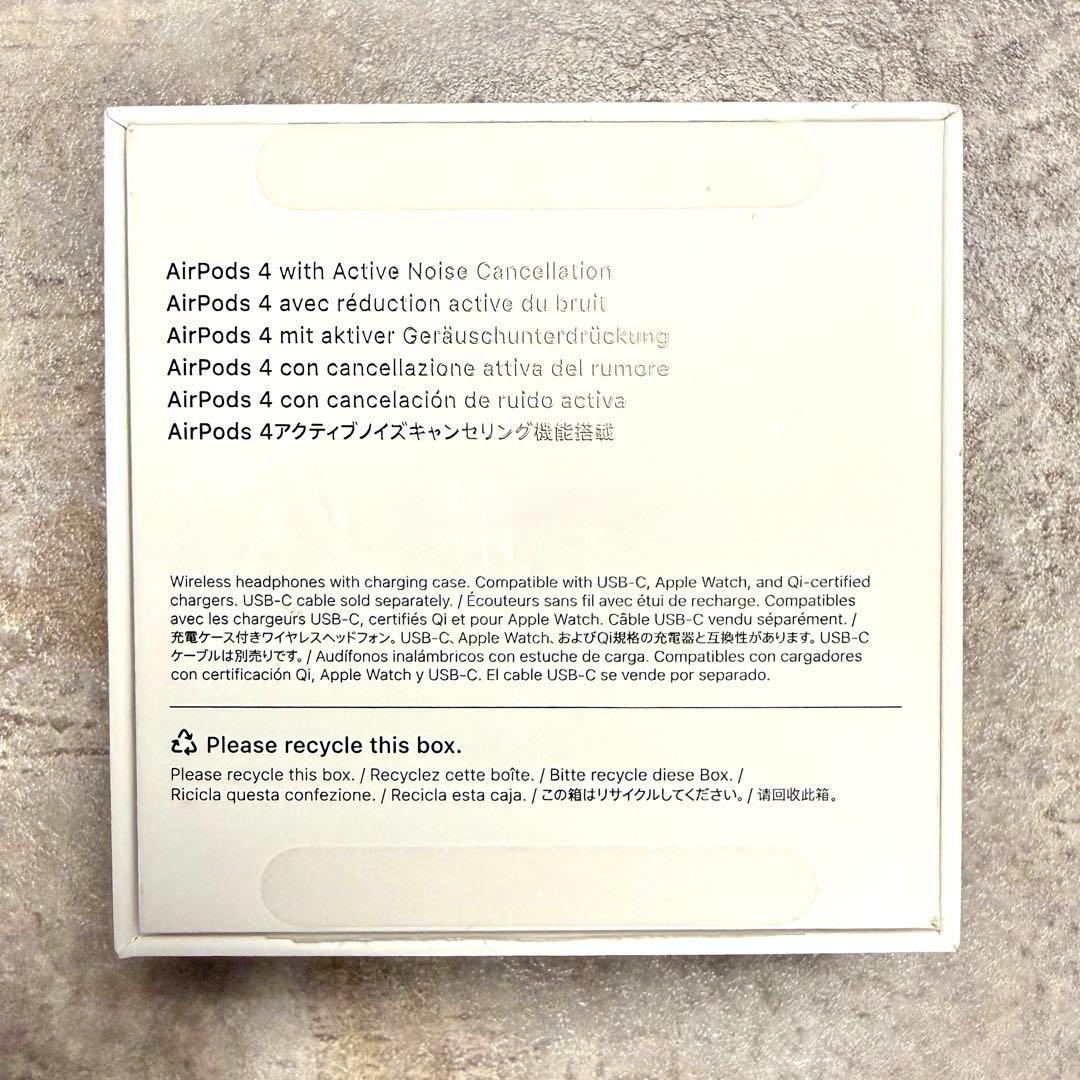 AirPods 4 with Active Noise Cancellation
AirPods 4 avec réduction active du bruit
AirPods 4 mit aktiver Geräuschunterdrückung
AirPods 4 con cancellazione attiva del rumore
AirPods 4 con cancelación de ruido activa
AirPods 4アクティブノイズキャンセリング機能搭載
Wireless headphones with charging case. Compatible with USB-C, Apple Watch, and Qi-certified
chargers. USB-C cable sold separately. / Écouteurs sans fil avec étui de recharge. Compatibles
avec les chargeurs USB-C, certifiés Qi et pour Apple Watch. Câble USB-C vendu séparément. /
充電ケース付きワイヤレスヘッドフォン。USB-C、Apple Watch、およびQi規格の充電器と互換性があります。USB-C
ケーブルは別売りです。/ Audífonos inalámbricos con estuche de carga. Compatibles con cargadores
con certificación Qi, Apple Watch y USB-C. El cable USB-C se vende por separado.
Please recycle this box.
Please recycle this box. / Recyclez cette boîte. / Bitte recycle diese Box. /
Ricicla questa confezione. / Recicla esta caja. / この箱はリサイクルしてください。/ 请回收此箱。